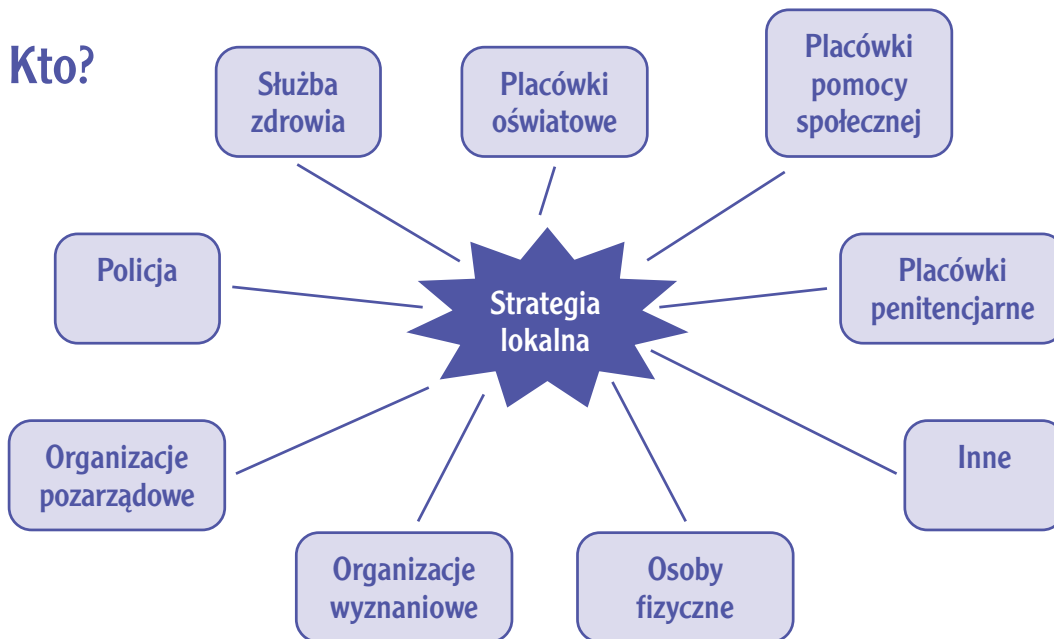 Kto?
Służba
zdrowia
Placówki
oświatowe
Placówki
pomocy
społecznej
Policja
Strategia
lokalna
Placówki
penitencjarne
Organizacje
pozarządowe
Inne
Organizacje
wyznaniowe
Osoby
fizyczne